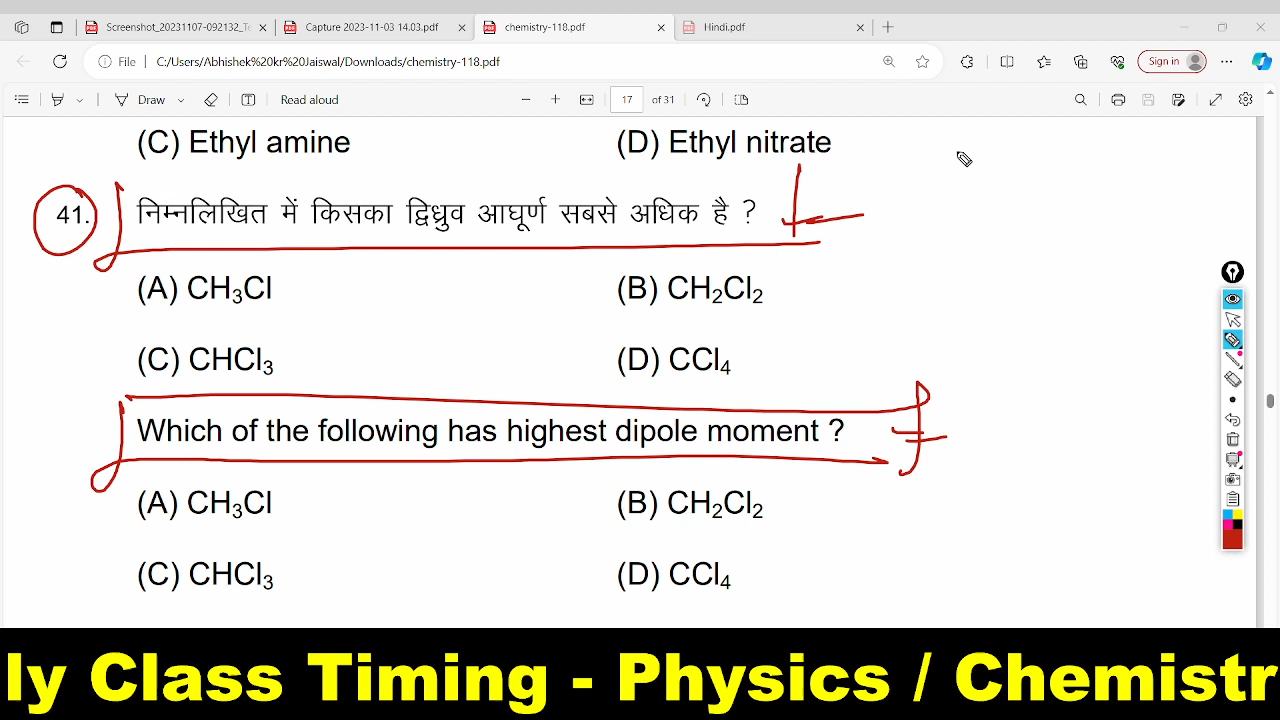 Screenshot_20231107-092132_Te
Capture 2023-11-03 14.03.pdf
chemistry-118.pdf
Hindi.pdf
File C:/Users/Abhishek%20kr%20Jaiswal/Downloads/chemistry-118.pdf
Sign in
Draw Read aloud 17 of 31
(C) Ethyl amine (D) Ethyl nitrate
41. निम्नलिखित में किसका द्विध्रुव आघूर्ण सबसे अधिक है ?
(A) CH₃Cl (B) CH₂Cl₂
(C) CHCl₃ (D) CCl₄
Which of the following has highest dipole moment ?
(A) CH₃Cl (B) CH₂Cl₂
(C) CHCl₃ (D) CCl₄
ly Class Timing - Physics / Chemistr